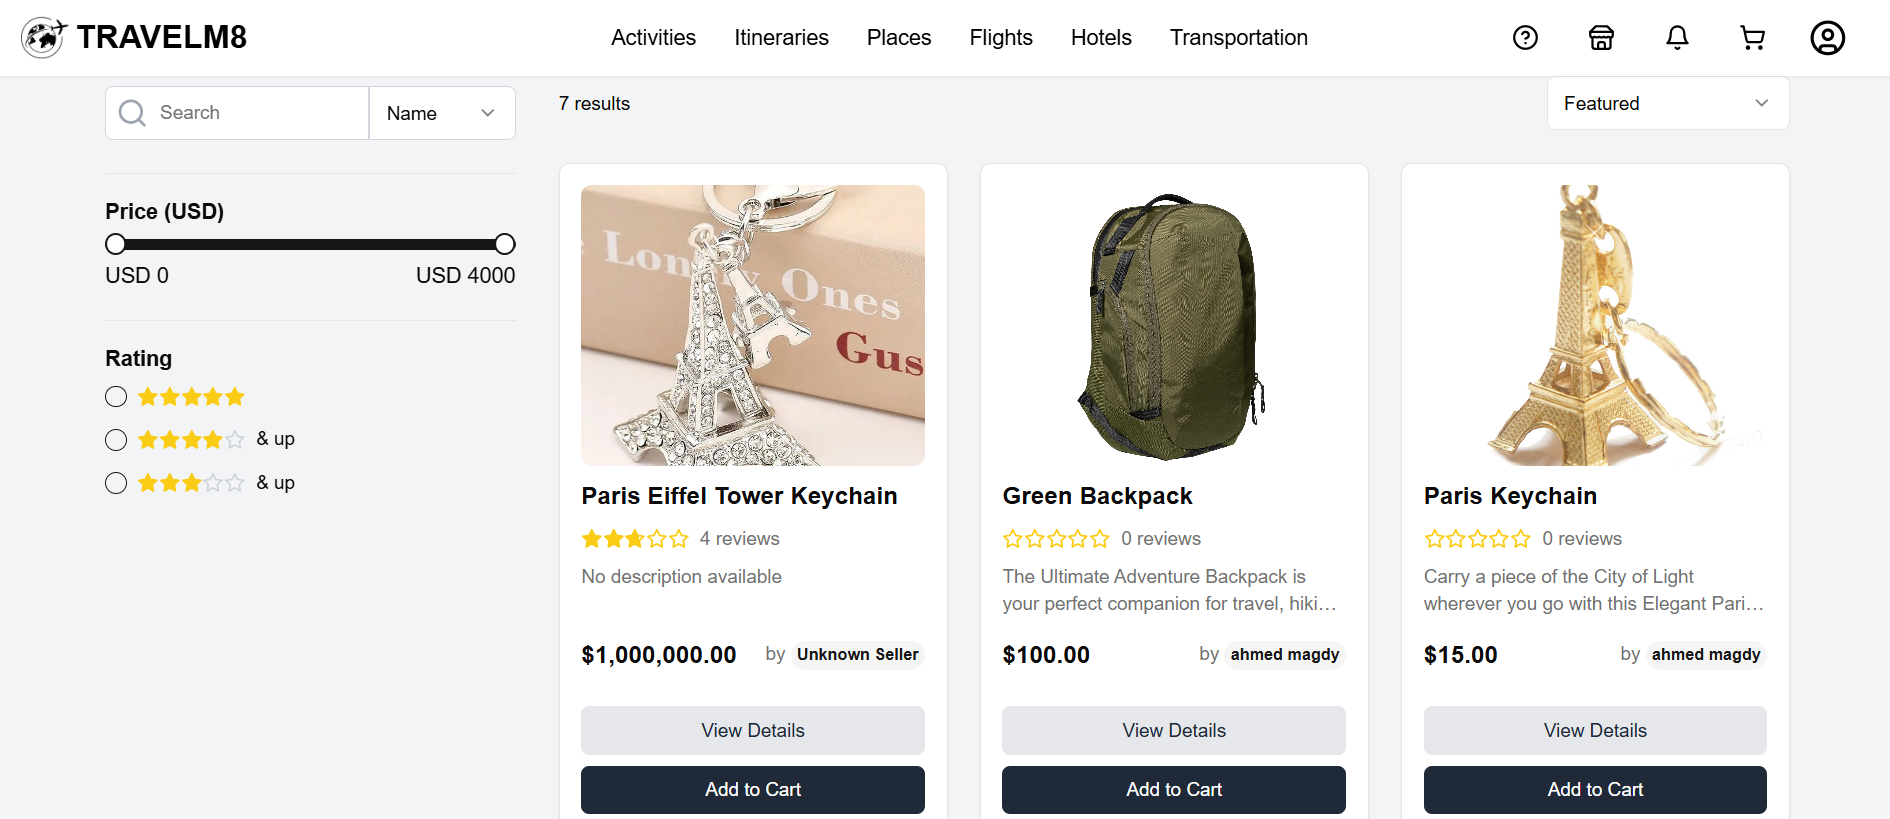 TRAVELM8
Activities
Itineraries
Places
Flights
Hotels
Transportation
Search
Name
7 results
Featured
Price (USD)
USD 0
USD 4000
Rating
& up
& up
Ones
Gus
Paris Eiffel Tower Keychain
4 reviews
No description available
$1,000,000.00
by Unknown Seller
View Details
Add to Cart
Green Backpack
0 reviews
The Ultimate Adventure Backpack is
your perfect companion for travel, hiki…
$100.00
by ahmed magdy
View Details
Add to Cart
Paris Keychain
0 reviews
Carry a piece of the City of Light
wherever you go with this Elegant Pari…
$15.00
by ahmed magdy
View Details
Add to Cart